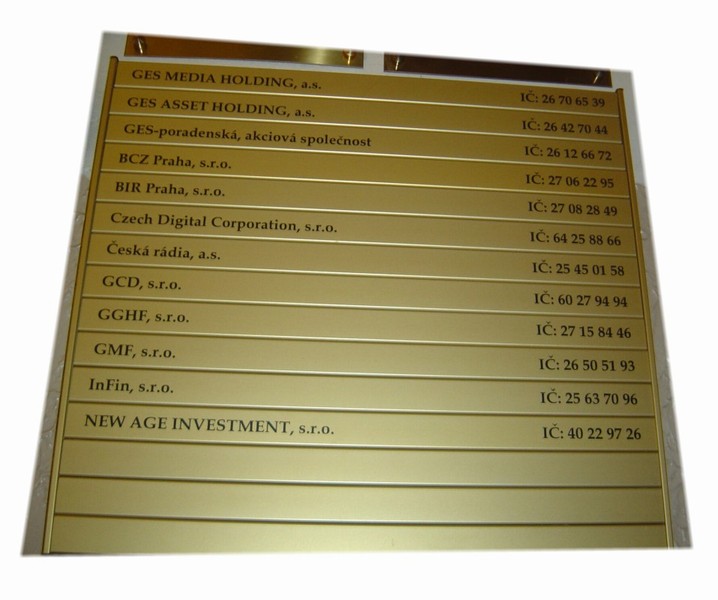 GES MEDIA HOLDING, a.s. IČ: 26 70 65 39
GES ASSET HOLDING, a.s. IČ: 26 42 70 44
GES-poradenská, akciová společnost IČ: 26 12 66 72
BCZ Praha, s.r.o. IČ: 27 06 22 95
BIR Praha, s.r.o. IČ: 27 08 28 49
Czech Digital Corporation, s.r.o. IČ: 64 25 88 66
Česká rádia, a.s. IČ: 25 45 01 58
GCD, s.r.o. IČ: 60 27 94 94
GGHF, s.r.o. IČ: 27 15 84 46
GMF, s.r.o. IČ: 26 50 51 93
InFin, s.r.o. IČ: 25 63 70 96
NEW AGE INVESTMENT, s.r.o. IČ: 40 22 97 26